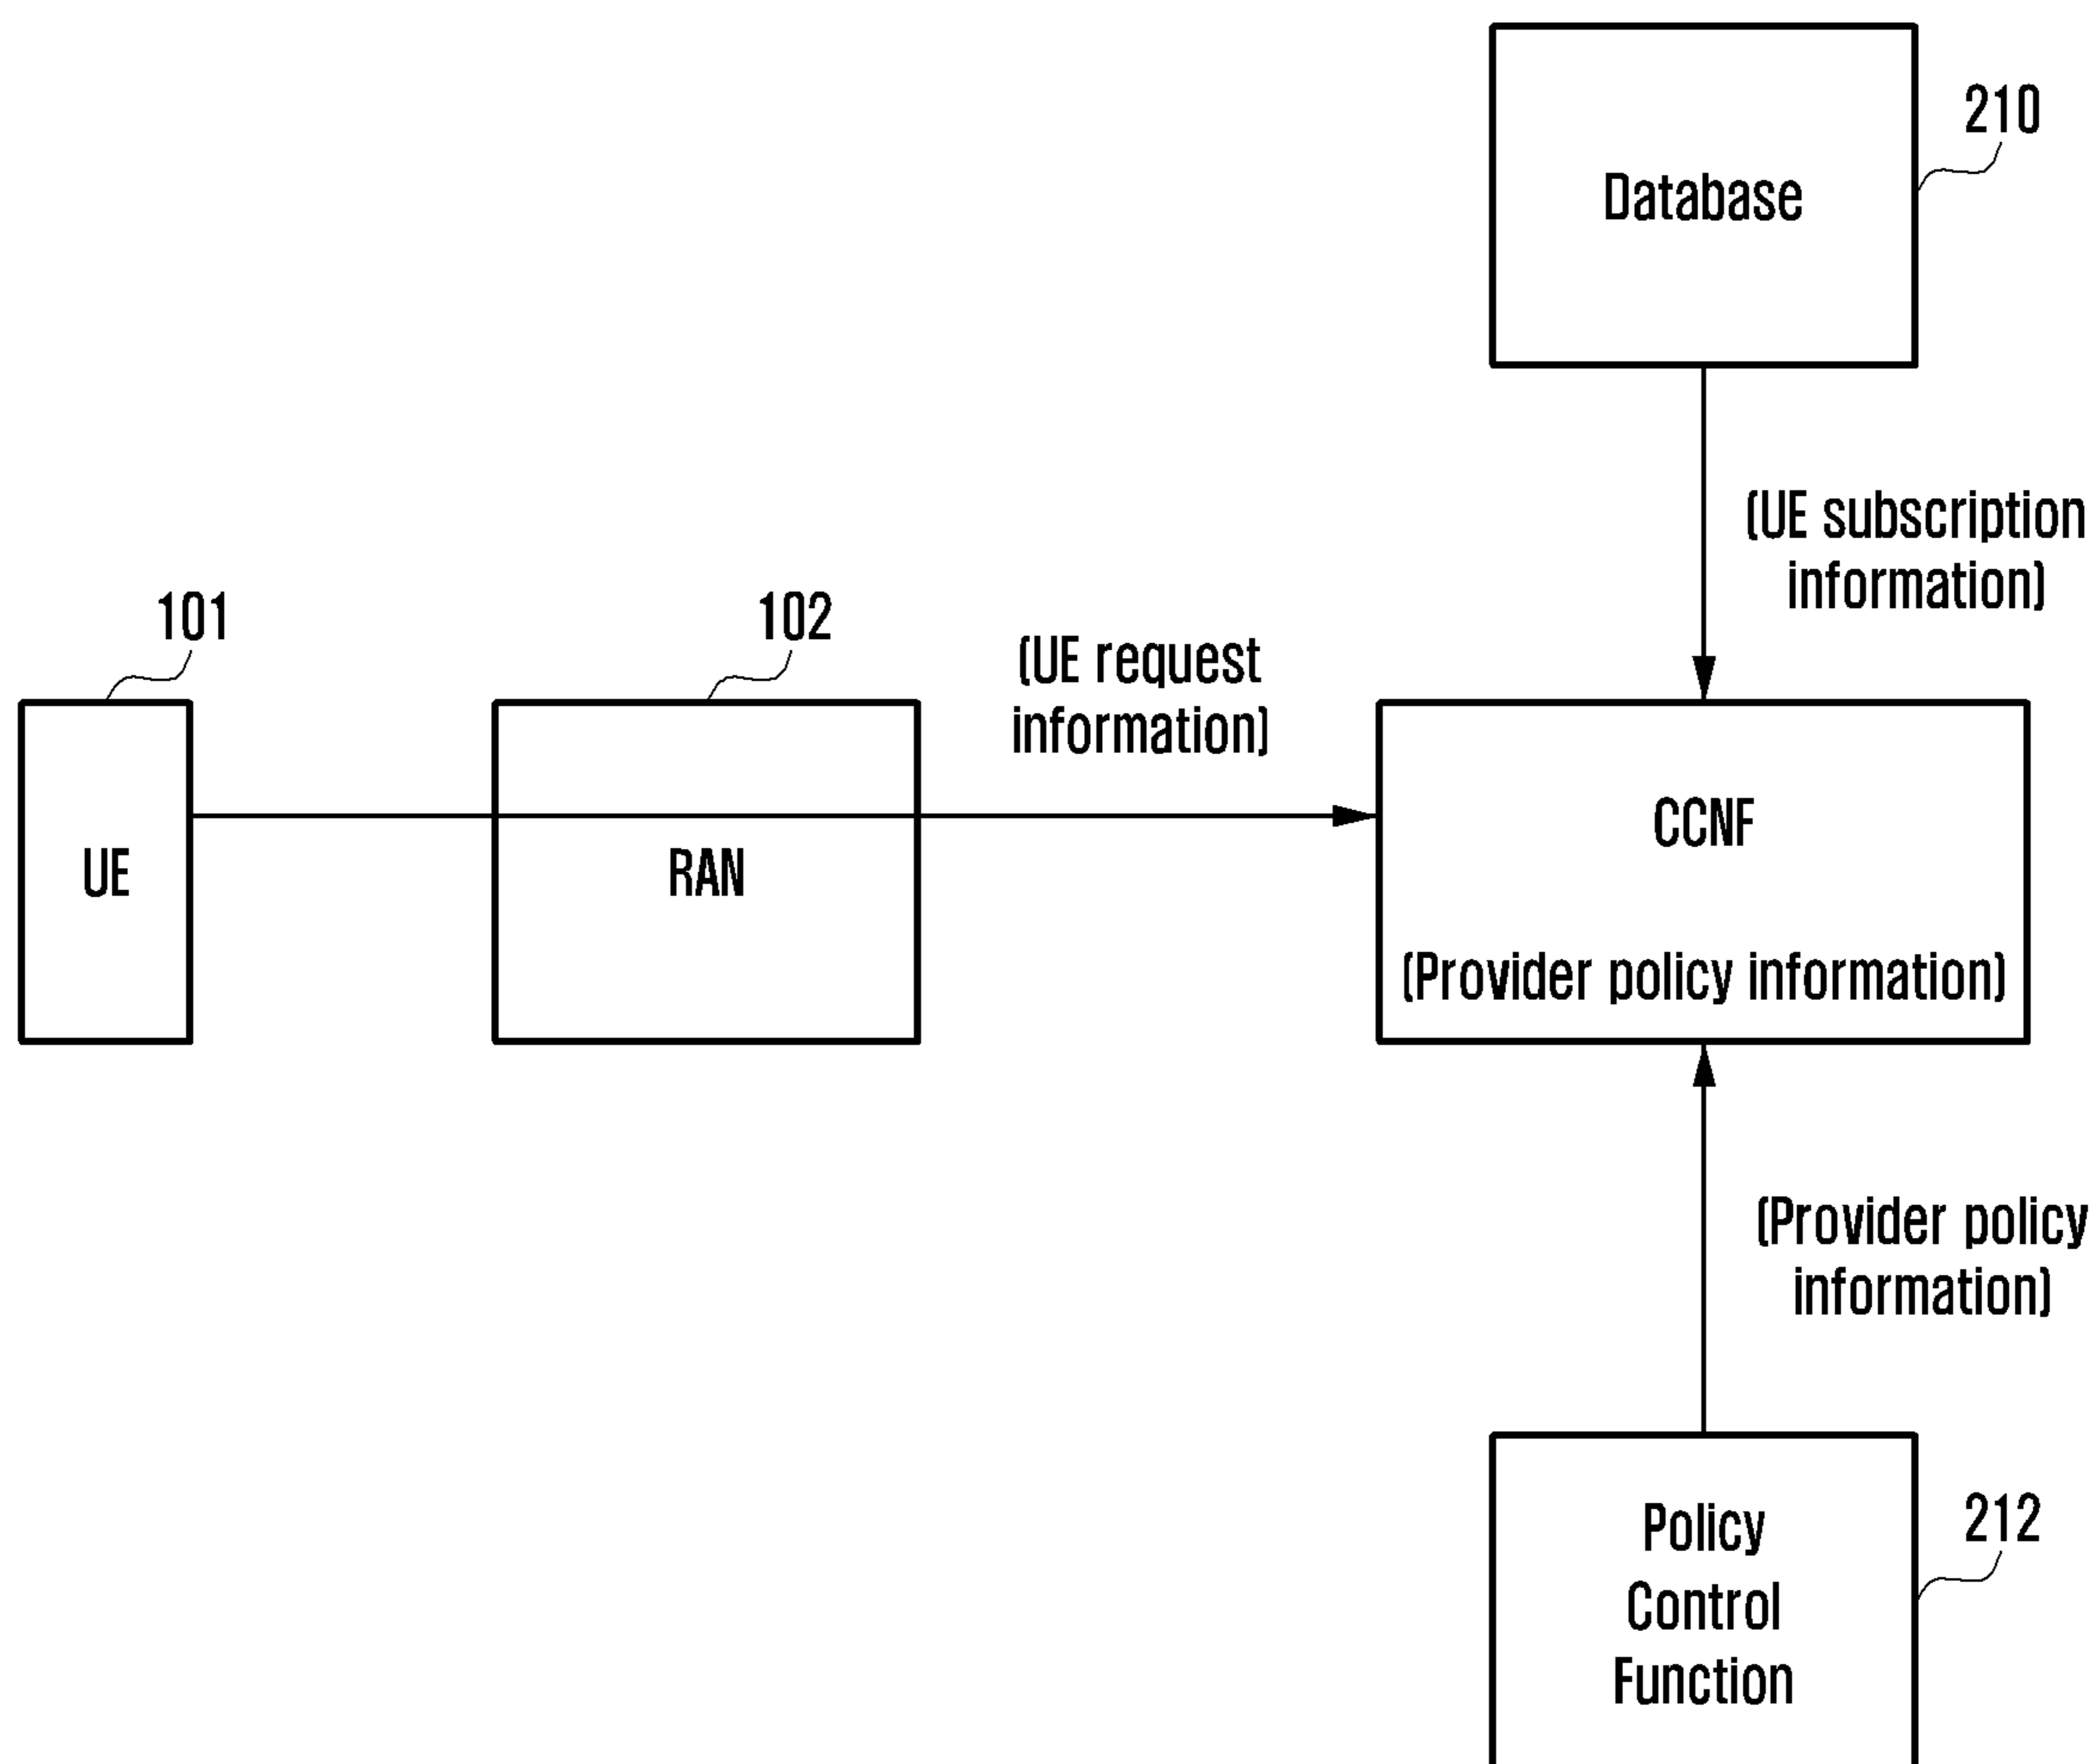 210
Database
(UE subscription
information)
101
102
(UE request
information)
UE
RAN
CCNF
(Provider policy information)
(Provider policy
information)
212
Policy
Control
Function